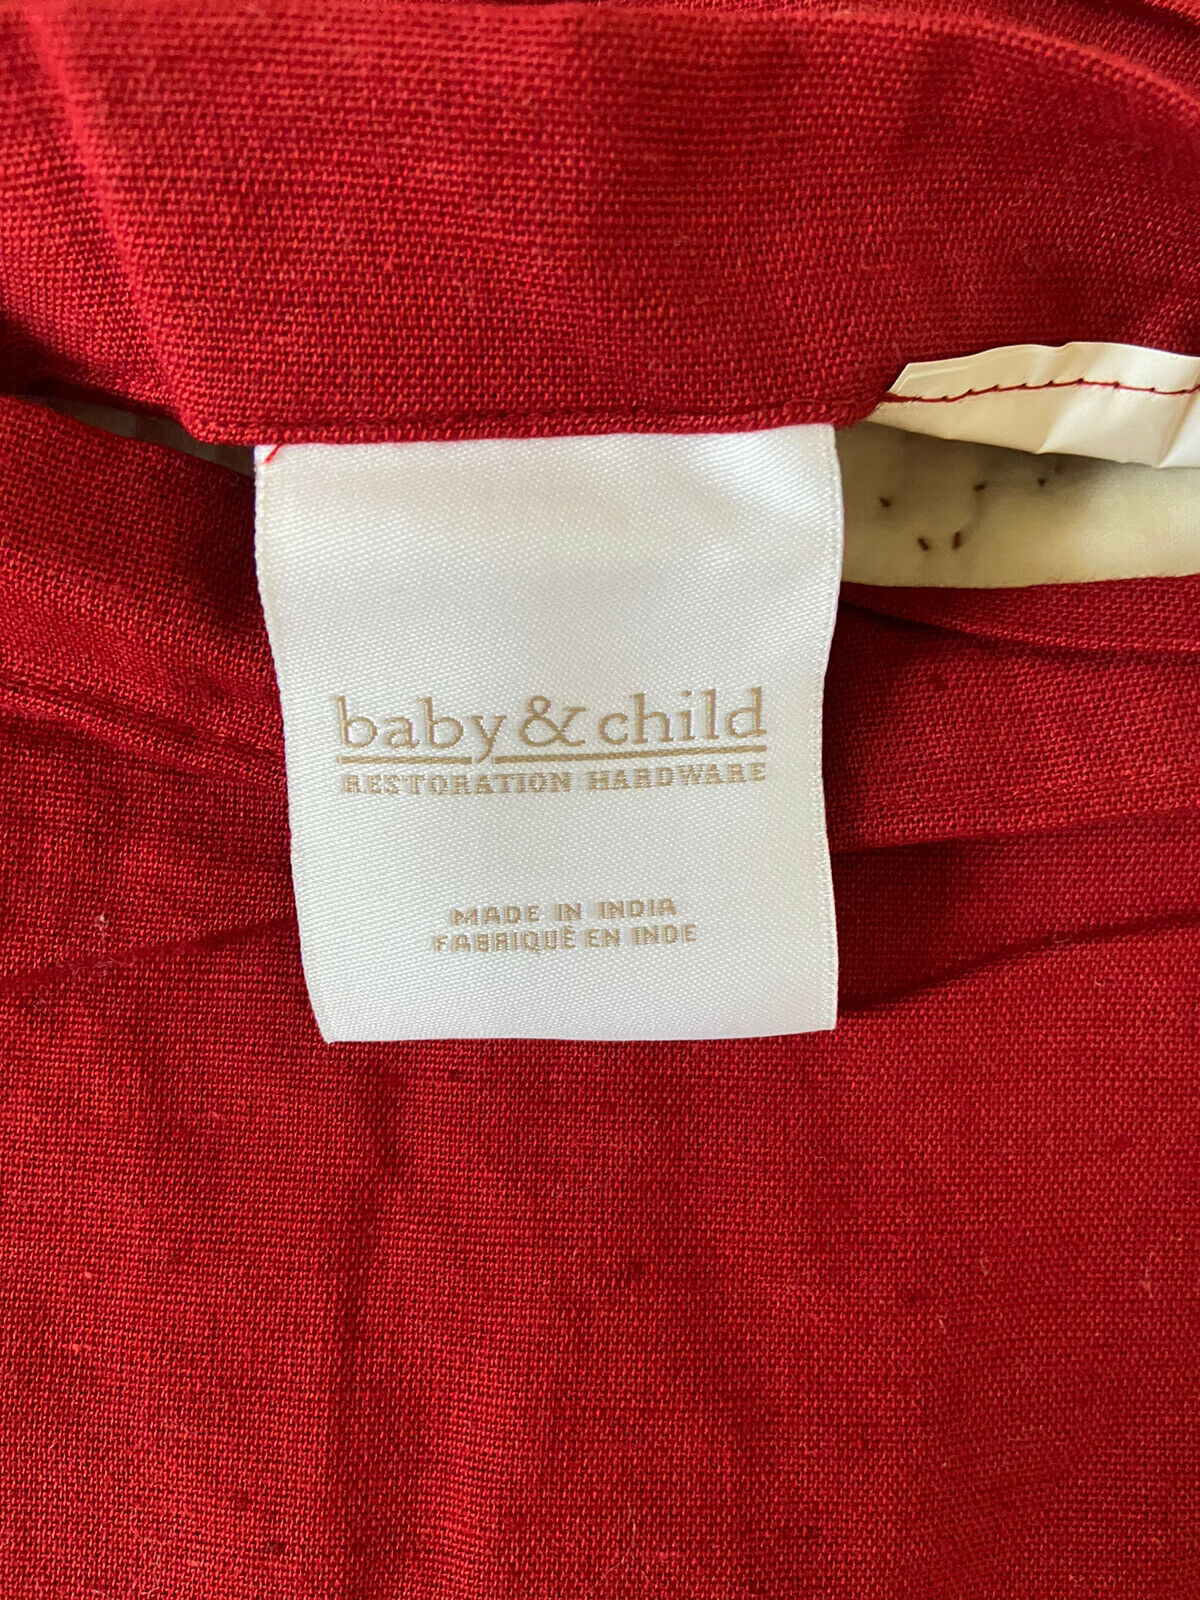 baby & child
RESTORATION HARDWARE
MADE IN INDIA
FABRIQUÉ EN INDE